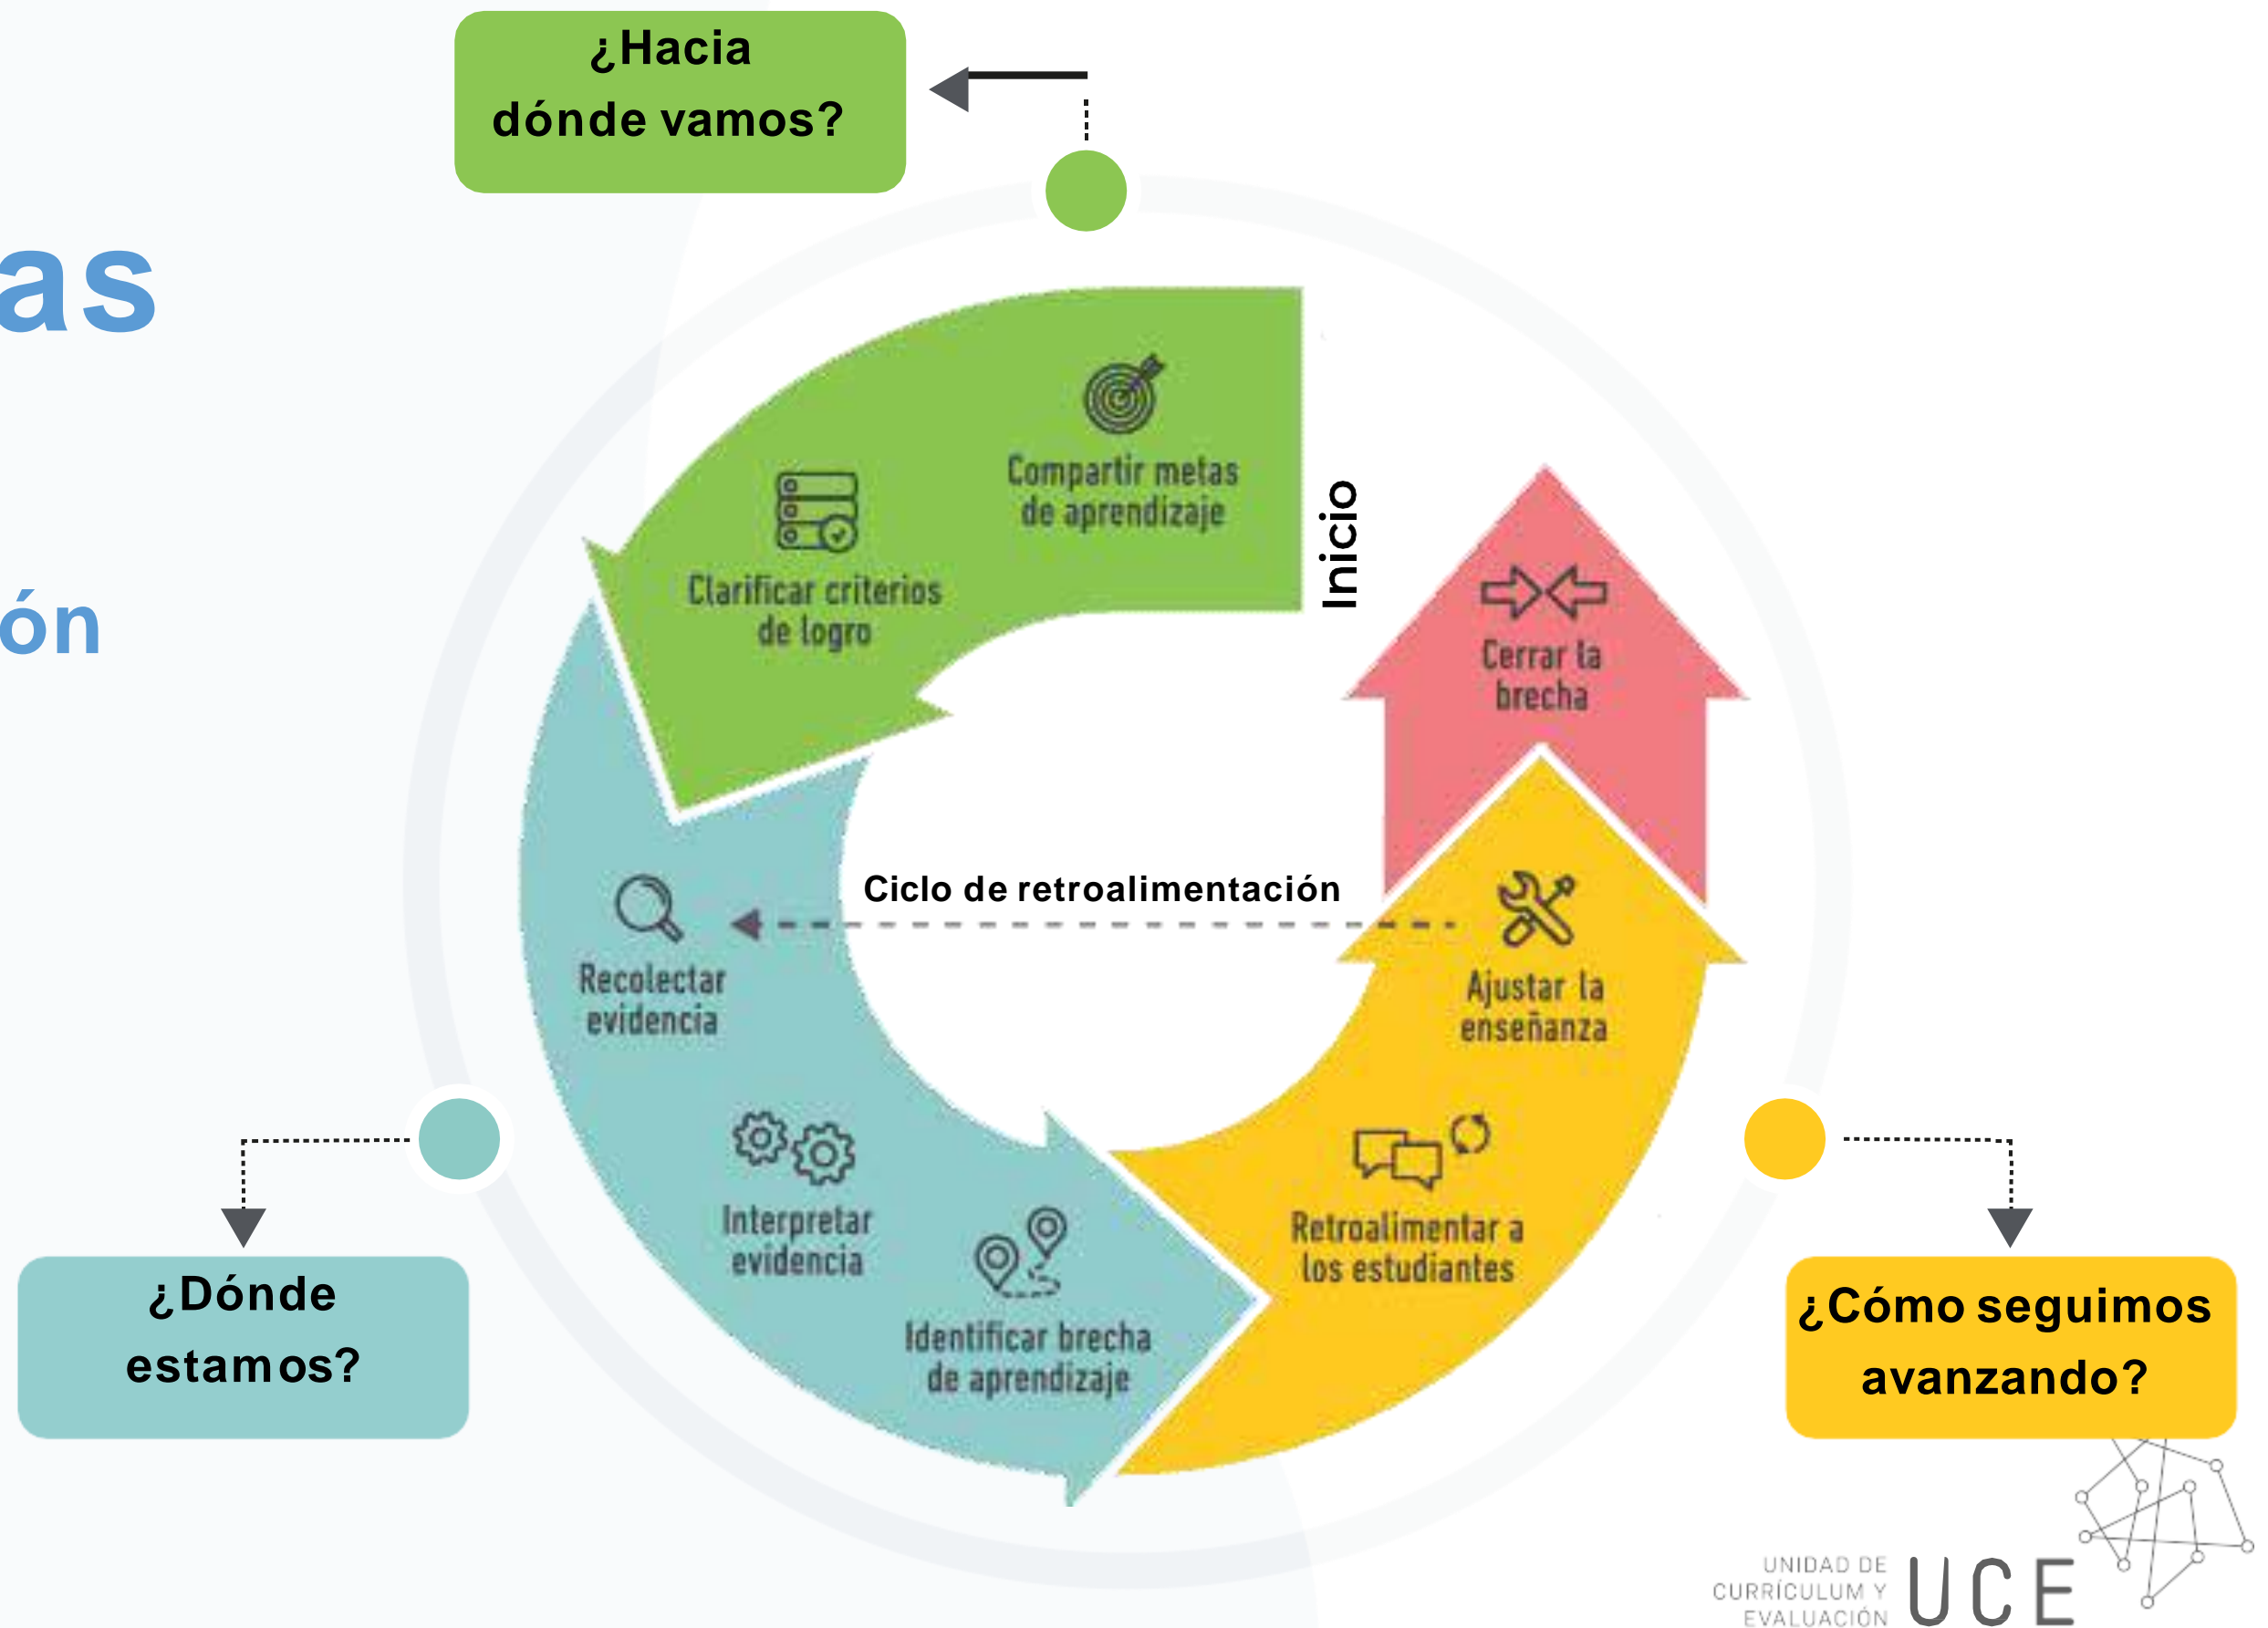 ¿Hacia
dónde vamos?
as
ón
Inicio
Compartir metas
de aprendizaje
Clarificar criterios
de logro
Cerrar la
brecha
Ciclo de retroalimentación
Recolectar
evidencia
Ajustar la
enseñanza
Interpretar
evidencia
Retroalimentar a
los estudiantes
Identificar brecha
de aprendizaje
¿Dónde
estamos?
¿Cómo seguimos
avanzando?
UNIDAD DE
CURRÍCULUM Y
EVALUACIÓN
UCE